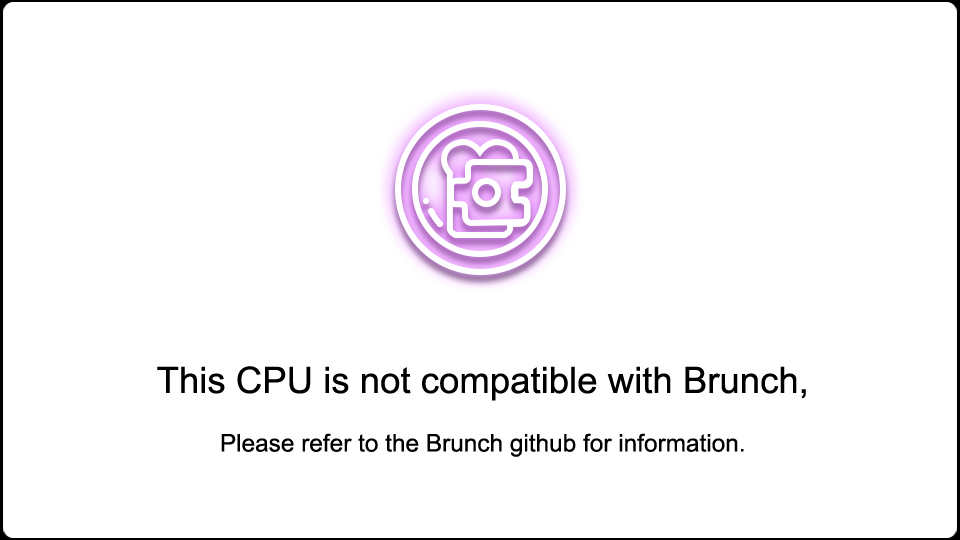 This CPU is not compatible with Brunch,
Please refer to the Brunch github for information.